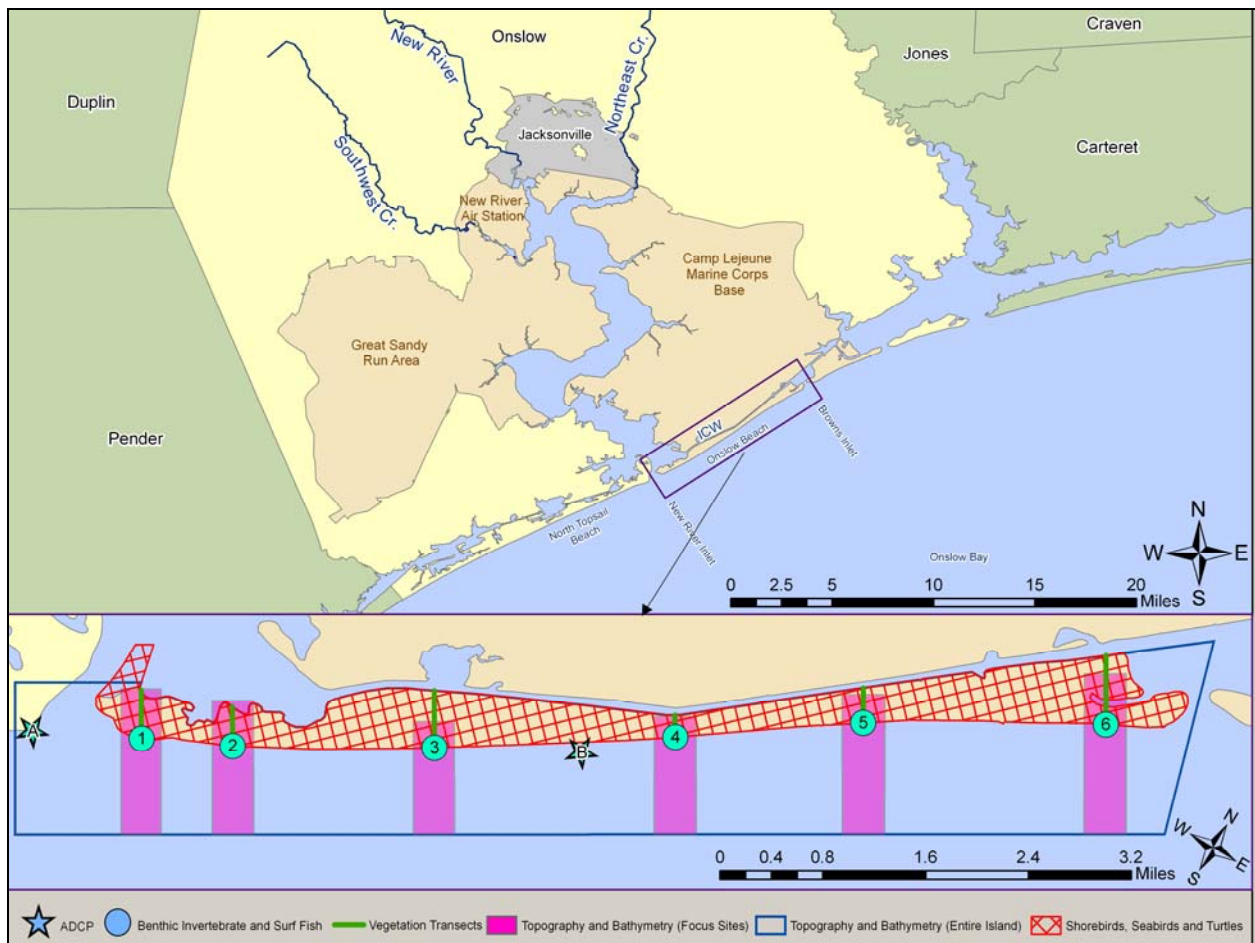 Craven
Onslow
Jones
New River
Northeast Cr.
Duplin
Jacksonville
Carteret
Southwest Cr.
New River
Air Station
Camp Lejeune
Marine Corps
Base
Great Sandy
Run Area
Pender
ICW
Onslow Beach
Browns Inlet
New River Inlet
North Topsail
Beach
Onslow Bay
N
W E
S
0 2.5 5 10 15 20
Miles
A
1
2
3
B
4
5
6
N
W
E
S
0 0.4 0.8 1.6 2.4 3.2
Miles
ADCP
Benthic Invertebrate and Surf Fish
Vegetation Transects
Topography and Bathymetry (Focus Sites)
Topography and Bathymetry (Entire Island)
Shorebirds, Seabirds and Turtles